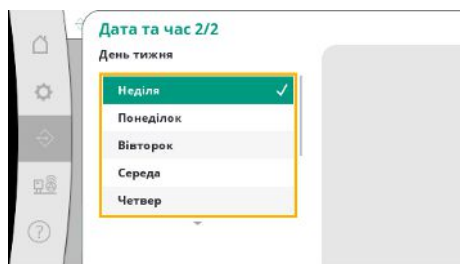 Дата та час 2/2
День тижня
Неділя
Понеділок
Вівторок
Середа
Четвер